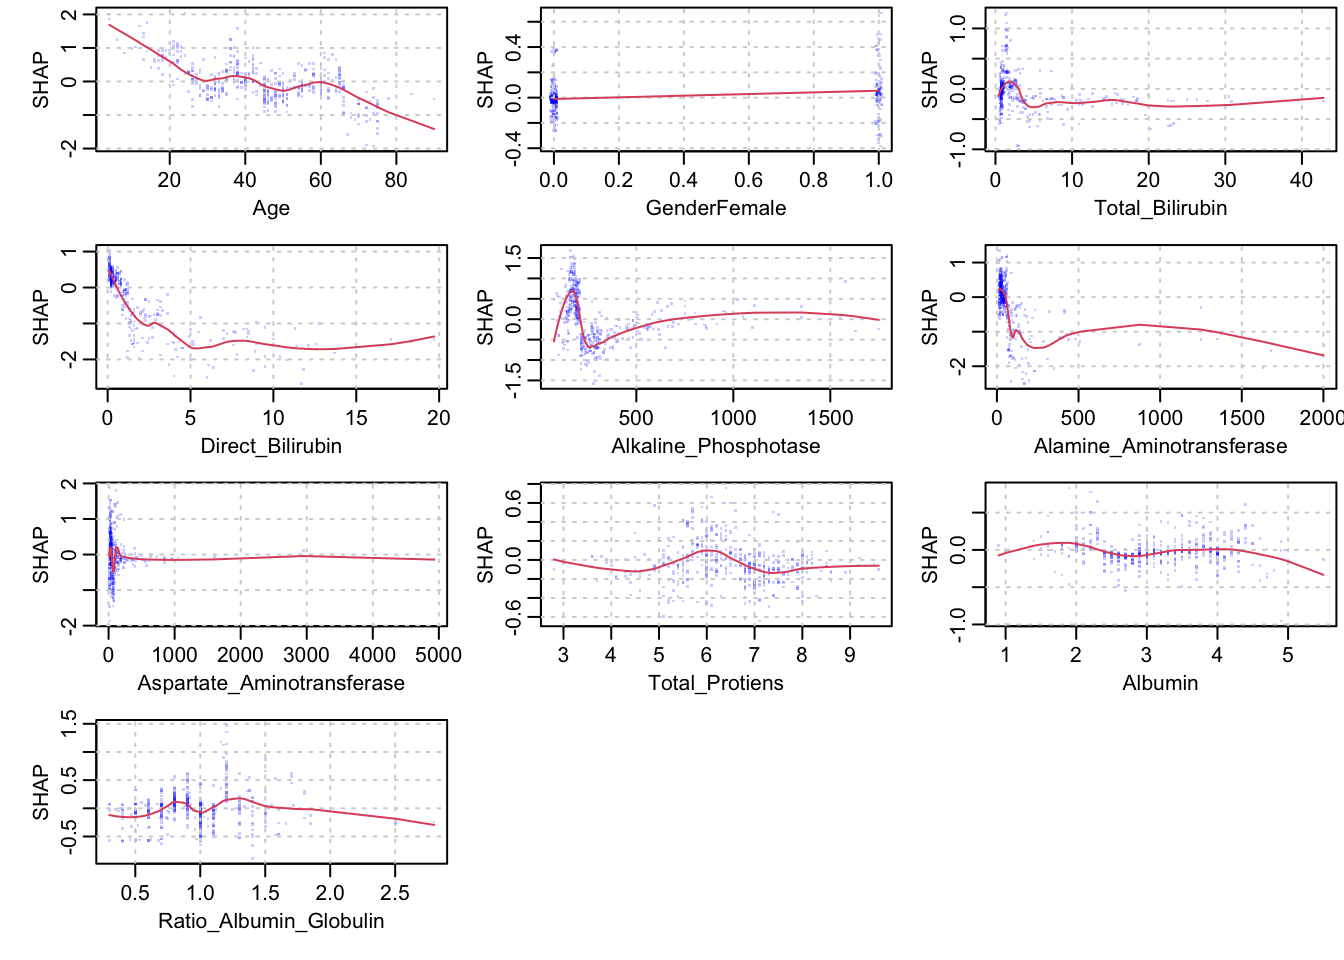 2
1
0
-2
SHAP
20 40 60 80
Age
0.4
0.0
-0.4
SHAP
0.0 0.2 0.4 0.6 0.8 1.0
GenderFemale
1.0
0.0
-1.0
SHAP
0 10 20 30 40
Total_Bilirubin
1
0
-2
SHAP
0 5 10 15 20
Direct_Bilirubin
1.5
0.0
-1.5
SHAP
500 1000 1500
Alkaline_Phosphotase
1
0
-2
SHAP
0 500 1000 1500 2000
Alamine_Aminotransferase
2
1
0
-2
SHAP
0 1000 2000 3000 4000 5000
Aspartate_Aminotransferase
0.6
0.0
-0.6
SHAP
3 4 5 6 7 8 9
Total_Protiens
0.0
-1.0
SHAP
1 2 3 4 5
Albumin
1.5
0.5
-0.5
SHAP
0.5 1.0 1.5 2.0 2.5
Ratio_Albumin_Globulin